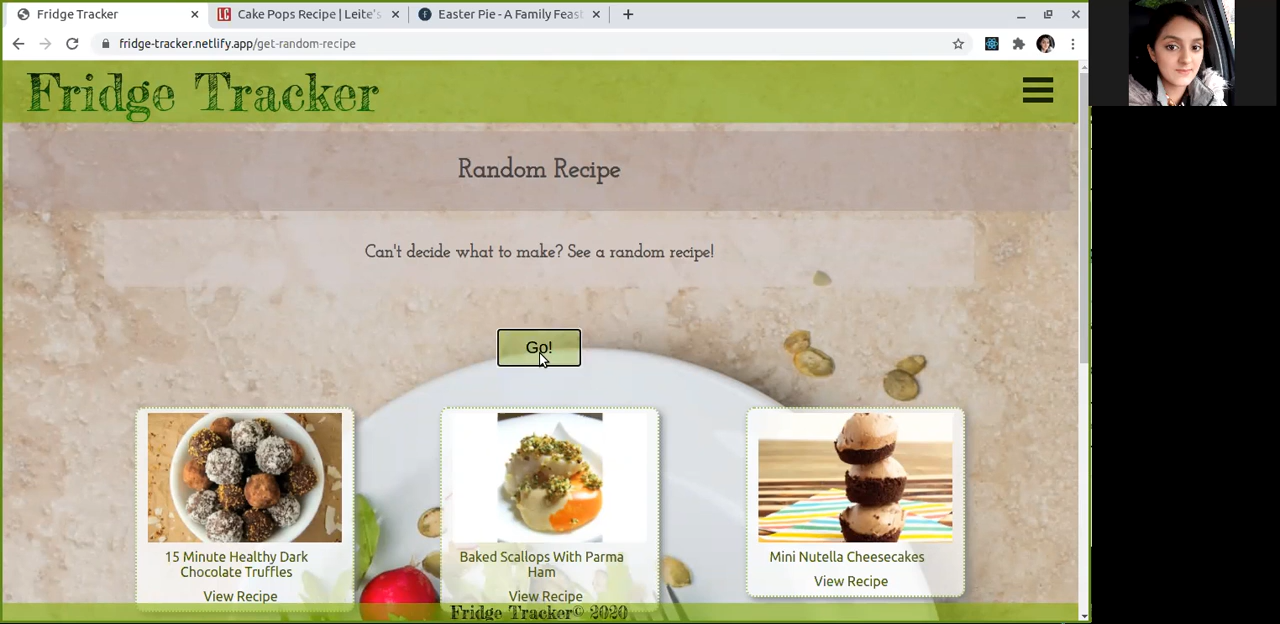 Fridge Tracker
Cake Pops Recipe | Leite's
Easter Pie - A Family Feast
fridge-tracker.netlify.app/get-random-recipe
Fridge Tracker
Random Recipe
Can't decide what to make? See a random recipe!
Go!
15 Minute Healthy Dark
Chocolate Truffles
View Recipe
Baked Scallops With Parma
Ham
View Recipe
Mini Nutella Cheesecakes
View Recipe
Fridge Tracker© 2020